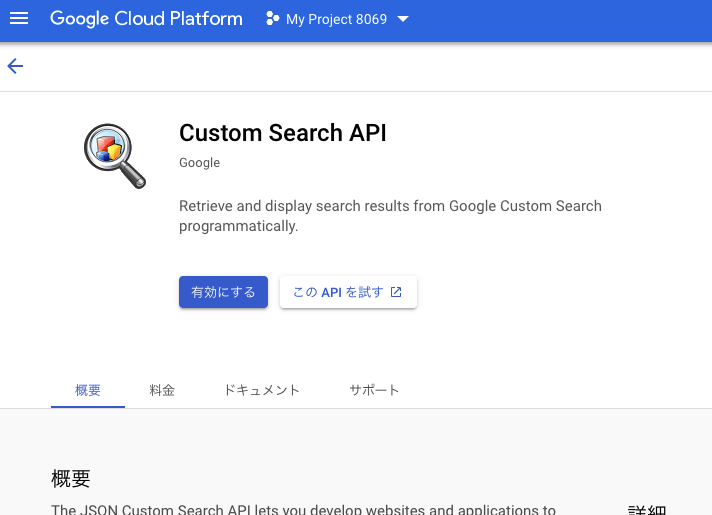 Google Cloud Platform My Project 8069
Custom Search API
Google
Retrieve and display search results from Google Custom Search
programmatically.
有効にする この API を試す
概要 料金 ドキュメント サポート
概要
The JSON Custom Search API lets you develop websites and applications to
詳細